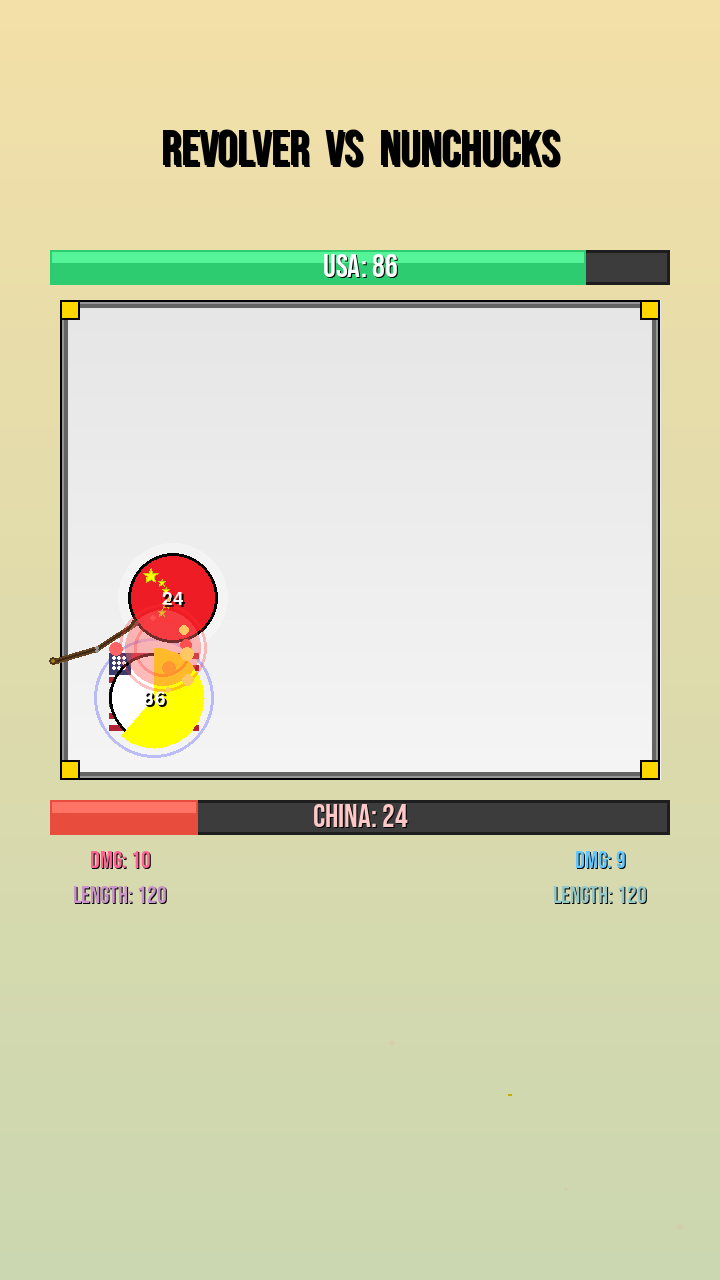 REVOLVER VS NUNCHUCKS
USA: 86
24
86
CHINA: 24
DMG: 10
DMG: 9
LENGTH: 120
LENGTH: 120